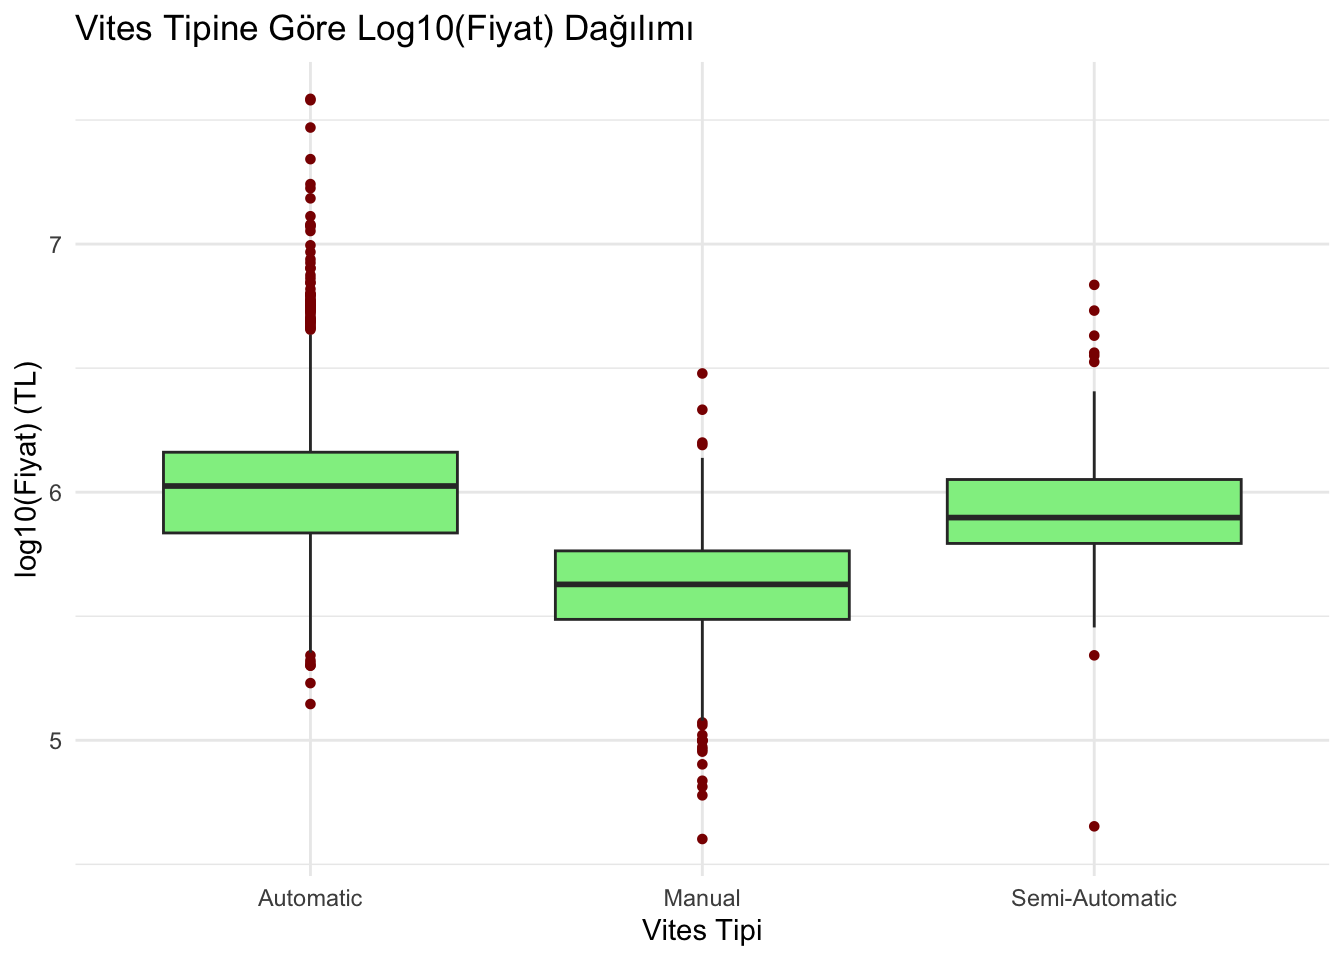 Vites Tipine Göre Log10(Fiyat) Dağılımı
log10(Fiyat) (TL)
7
6
5
Automatic
Manual
Semi-Automatic
Vites Tipi